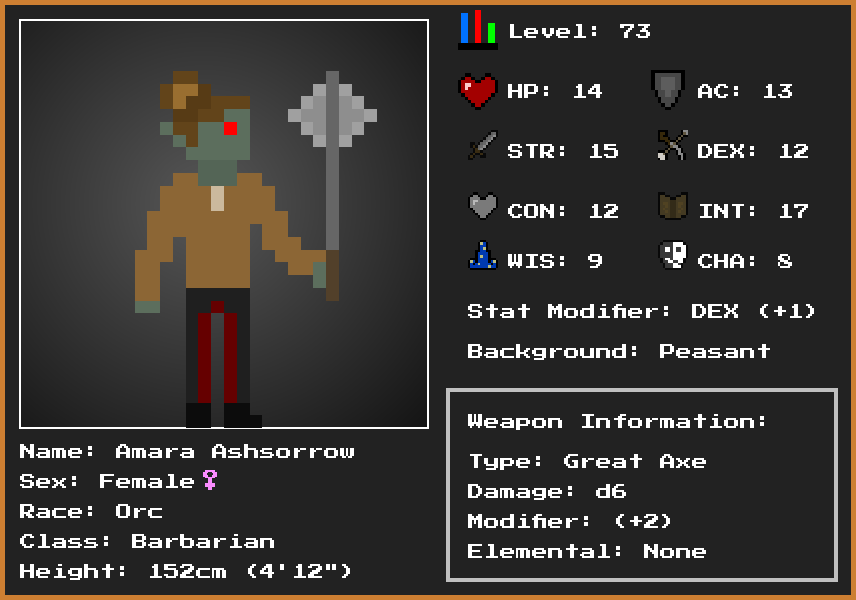 Level: 73
HP: 14 AC: 13
STR: 15 DEX: 12
CON: 12 INT: 17
WIS: 9 CHA: 8
Stat Modifier: DEX (+1)
Background: Peasant
Weapon Information:
Type: Great Axe
Damage: d6
Modifier: (+2)
Elemental: None
Name: Amara Ashsorrow
Sex: Female♀
Race: Orc
Class: Barbarian
Height: 152cm (4'12")